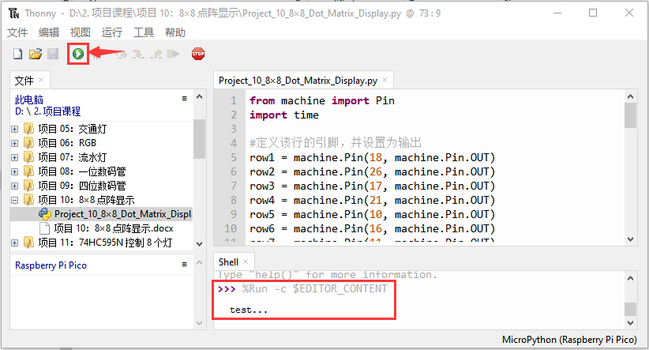 Thonny - D:\2. 项目课程\项目 10：8×8 点阵显示\Project_10_8×8_Dot_Matrix_Display.py @ 73 : 9
文件 编辑 视图 运行 工具 帮助
STOP
文件
此电脑
D: \ 2. 项目课程
项目 05：交通灯
项目 06：RGB
项目 07：流水灯
项目 08：一位数码管
项目 09：四位数码管
项目 10：8×8 点阵显示
Project_10_8×8_Dot_Matrix_Displa
项目 10：8×8 点阵显示.docx
项目 11：74HC595N 控制 8 个灯
Raspberry Pi Pico
Project_10_8×8_Dot_Matrix_Display.py
1 from machine import Pin
2 import time
3
4 #定义该行的引脚，并设置为输出
5 row1 = machine.Pin(18, machine.Pin.OUT)
6 row2 = machine.Pin(26, machine.Pin.OUT)
7 row3 = machine.Pin(17, machine.Pin.OUT)
8 row4 = machine.Pin(21, machine.Pin.OUT)
9 row5 = machine.Pin(10, machine.Pin.OUT)
10 row6 = machine.Pin(16, machine.Pin.OUT)
11 row7 = machine.Pin(11, machine.Pin.OUT)
Shell
Type "help()" for more information.
>>> %Run -c $EDITOR_CONTENT
test...
MicroPython (Raspberry Pi Pico)